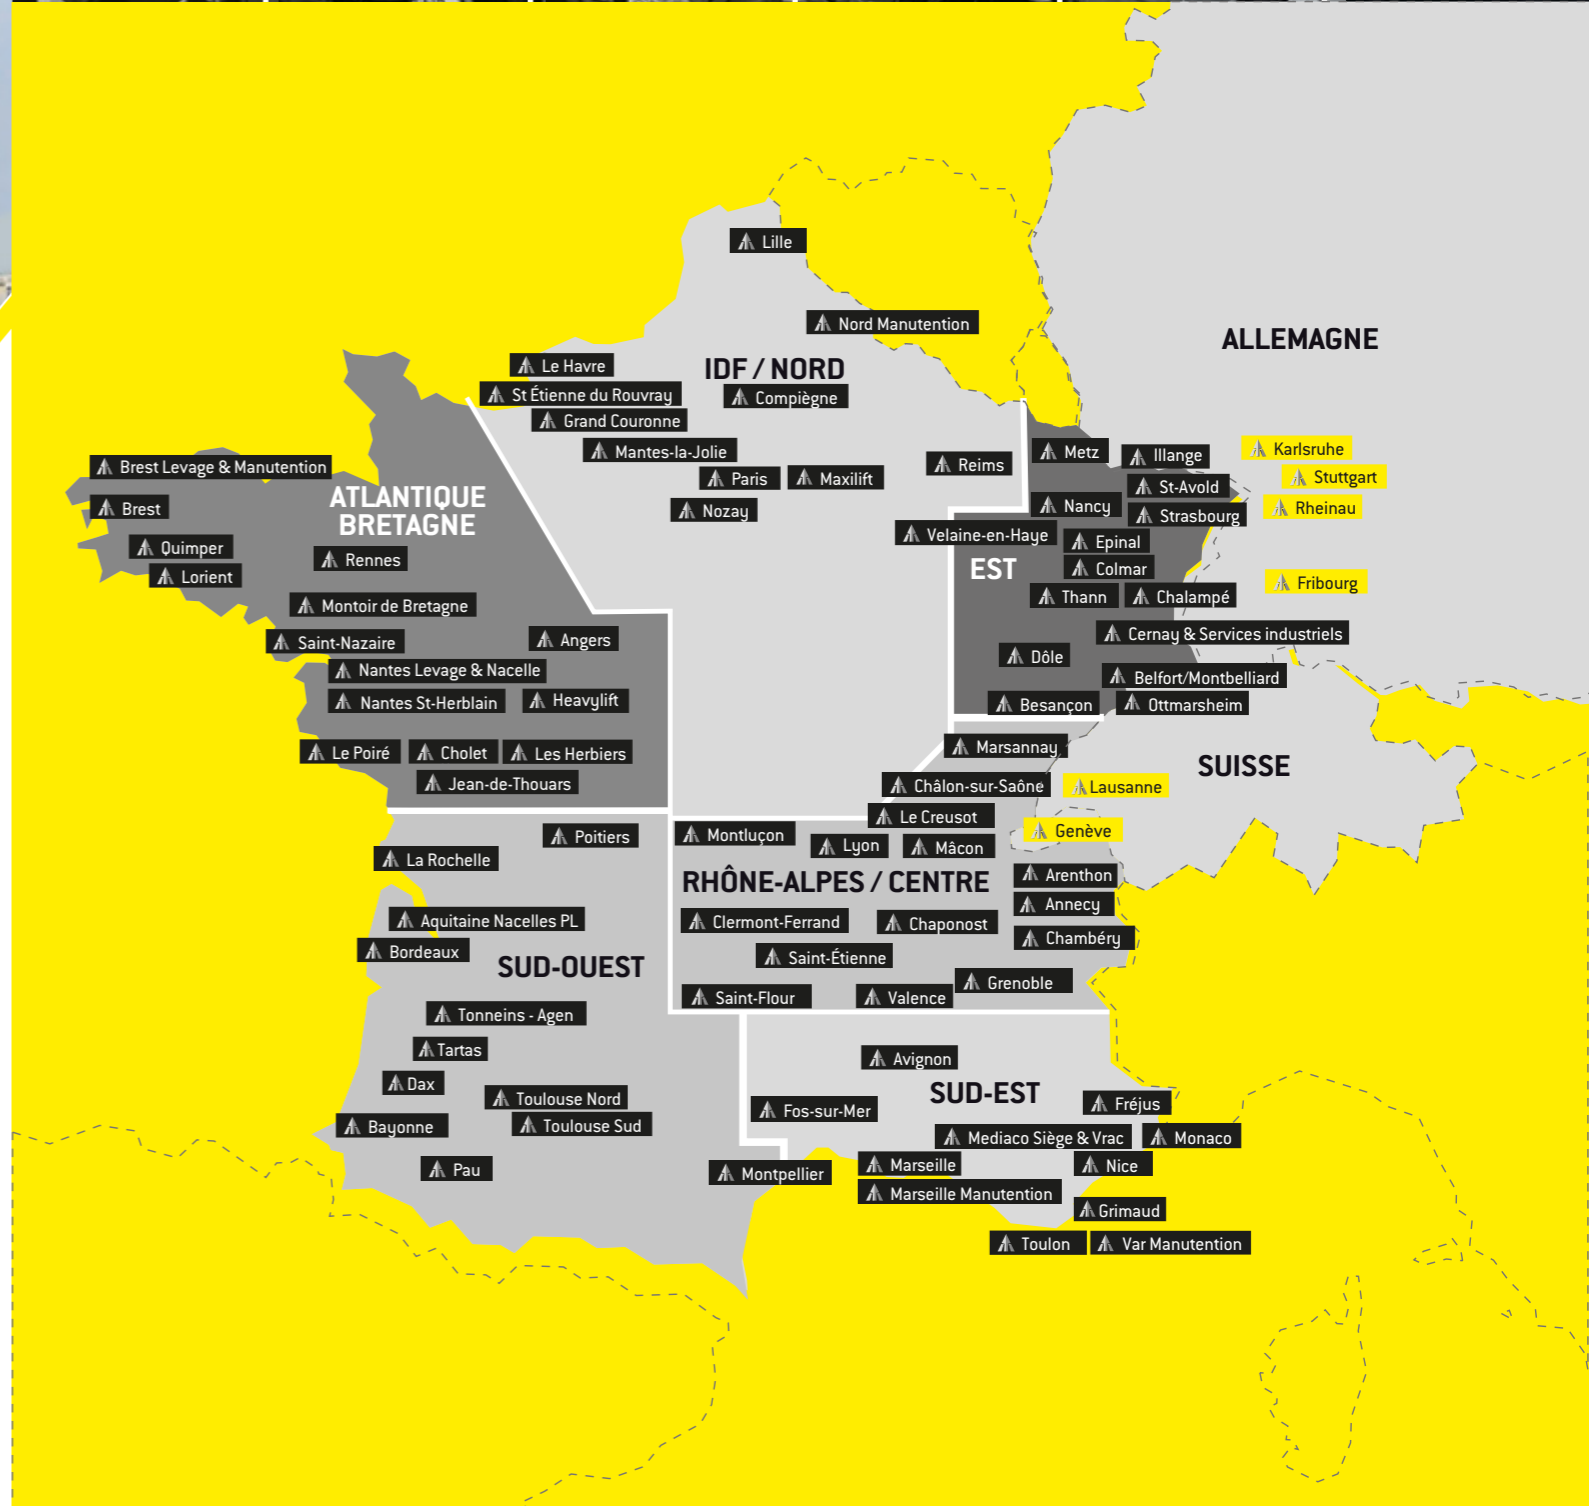 Lille
Nord Manutention
ALLEMAGNE
Le Havre
IDF / NORD
St Étienne du Rouvray
Compiègne
Grand Couronne
Mantes-la-Jolie
Paris
Maxilift
Reims
Nozay
Metz
Illange
Karlsruhe
St-Avold
Stuttgart
Nancy
Strasbourg
Rheinau
Velaine-en-Haye
Epinal
EST
Colmar
Fribourg
Thann
Chalampé
Cernay & Services industriels
Dôle
Belfort/Montbelliard
Besançon
Ottmarsheim
Brest Levage & Manutention
ATLANTIQUE
BRETAGNE
Brest
Quimper
Rennes
Lorient
Montoir de Bretagne
Saint-Nazaire
Angers
Nantes Levage & Nacelle
Nantes St-Herblain
Heavylift
Le Poiré
Cholet
Les Herbiers
Jean-de-Thouars
Marsannay
SUISSE
Châlon-sur-Saône
Lausanne
Le Creusot
Genève
Montluçon
Lyon
Mâcon
RHÔNE-ALPES / CENTRE
Arenthon
Annecy
Clermont-Ferrand
Chaponost
Chambéry
Saint-Étienne
Grenoble
Saint-Flour
Valence
Poitiers
La Rochelle
Aquitaine Nacelles PL
Bordeaux
SUD-OUEST
Tonneins - Agen
Tartas
Dax
Toulouse Nord
Bayonne
Toulouse Sud
Pau
Montpellier
Avignon
SUD-EST
Fos-sur-Mer
Fréjus
Mediaco Siège & Vrac
Monaco
Marseille
Nice
Marseille Manutention
Grimaud
Toulon
Var Manutention